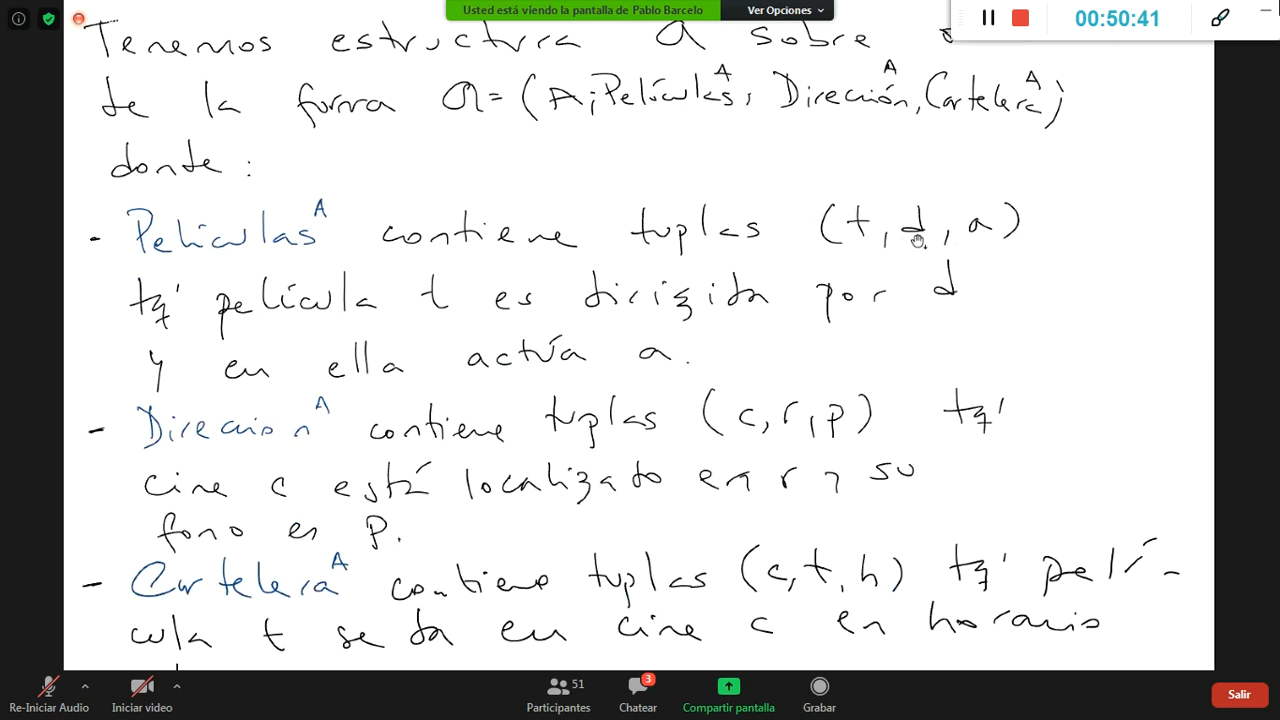 Usted está viendo la pantalla de Pablo Barcelo
Ver Opciones
00:50:41
Tenemos estructura A sobre
de la forma A = (A; Películas^A, Dirección^A, Cartelera^A)
donde :
- Películas^A contiene tuplas (t, d, a)
tq' película t es dirigida por d
y en ella actúa a.
- Direccion^A contiene tuplas (c, r, p) tq'
cine c está localizado en r y su
fono es p.
- Cartelera^A contiene tuplas (c, t, h) tq' pelí-
cula t se da en cine c en horario
Re-Iniciar Audio
Iniciar video
51
Participantes
3
Chatear
Compartir pantalla
Grabar
Salir